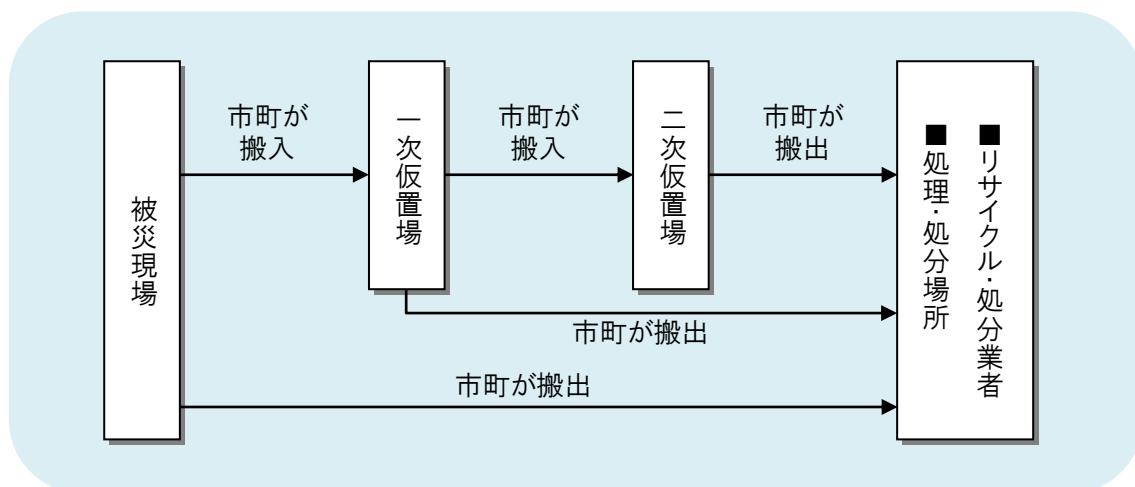 被災現場
市町が
搬入
一次仮置場
市町が
搬入
二次仮置場
市町が
搬出
■リサイクル・処分業者
■処理・処分場所
市町が搬出
市町が搬出